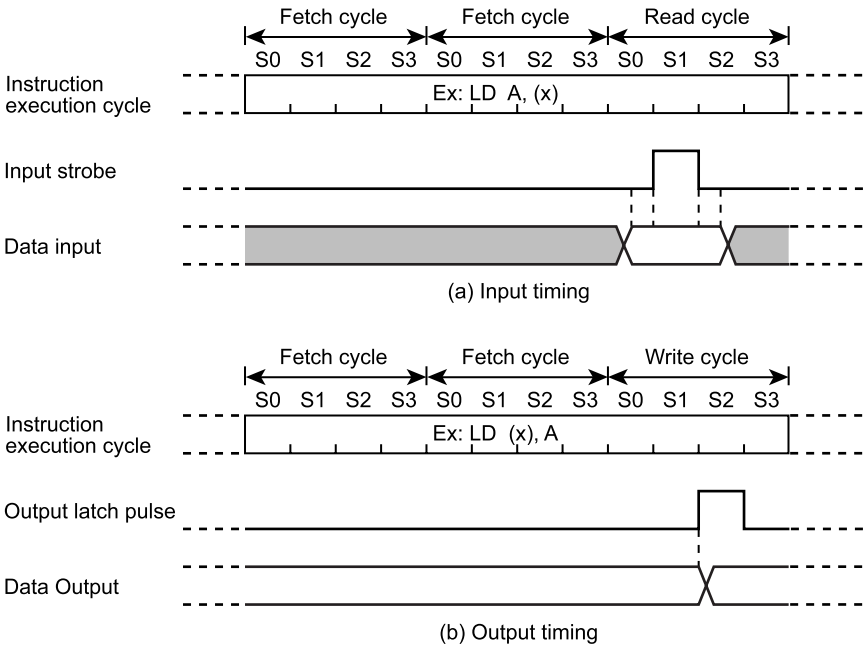 Fetch cycle Fetch cycle Read cycle
S0 S1 S2 S3 S0 S1 S2 S3 S0 S1 S2 S3
Instruction
execution cycle
Ex: LD A, (x)
Input strobe
Data input
(a) Input timing
Fetch cycle Fetch cycle Write cycle
S0 S1 S2 S3 S0 S1 S2 S3 S0 S1 S2 S3
Instruction
execution cycle
Ex: LD (x), A
Output latch pulse
Data Output
(b) Output timing